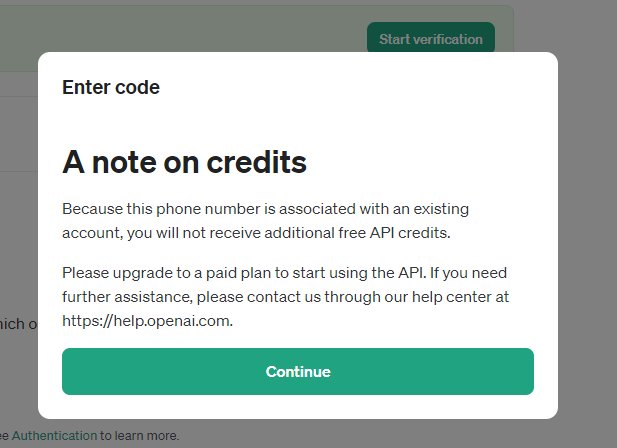 Start verification
Enter code
A note on credits
Because this phone number is associated with an existing
account, you will not receive additional free API credits.
Please upgrade to a paid plan to start using the API. If you need
further assistance, please contact us through our help center at
https://help.openai.com.
Continue
Authentication to learn more.